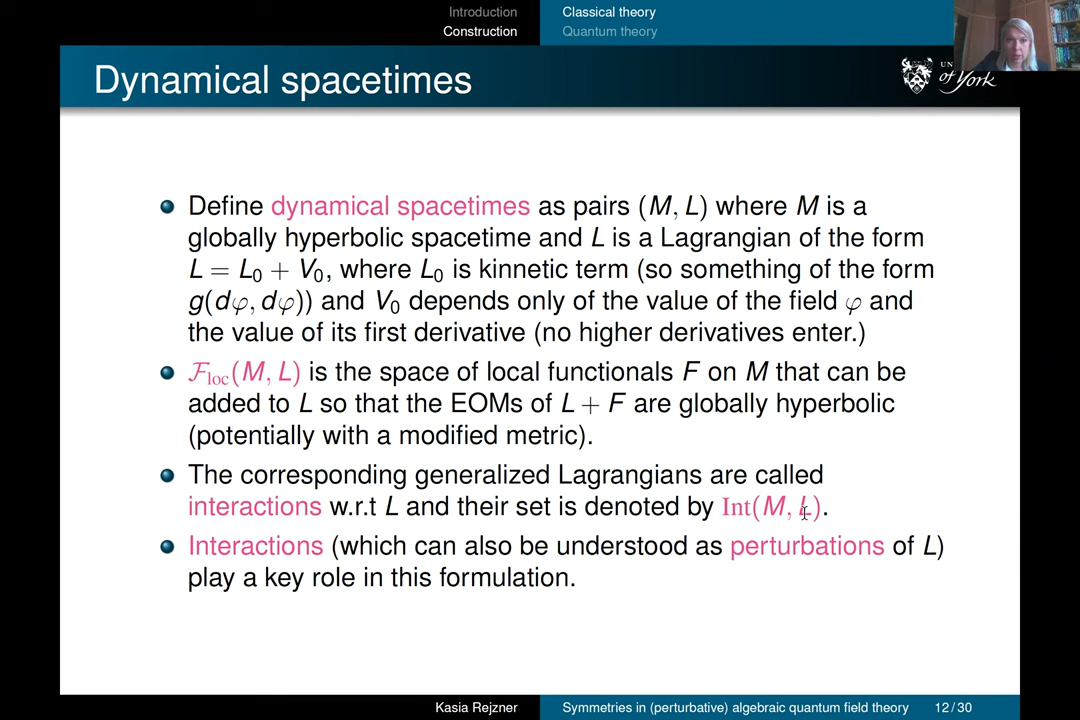 Introduction
Construction
Classical theory
Quantum theory
Dynamical spacetimes
UN
of York
Define dynamical spacetimes as pairs (M, L) where M is a
globally hyperbolic spacetime and L is a Lagrangian of the form
L = L₀ + V₀, where L₀ is kinnetic term (so something of the form
g(dφ, dφ)) and V₀ depends only of the value of the field φ and
the value of its first derivative (no higher derivatives enter.)
𝓕loc(M, L) is the space of local functionals F on M that can be
added to L so that the EOMs of L + F are globally hyperbolic
(potentially with a modified metric).
The corresponding generalized Lagrangians are called
interactions w.r.t L and their set is denoted by Int(M, L).
Interactions (which can also be understood as perturbations of L)
play a key role in this formulation.
Kasia Rejzner
Symmetries in (perturbative) algebraic quantum field theory
12 / 30